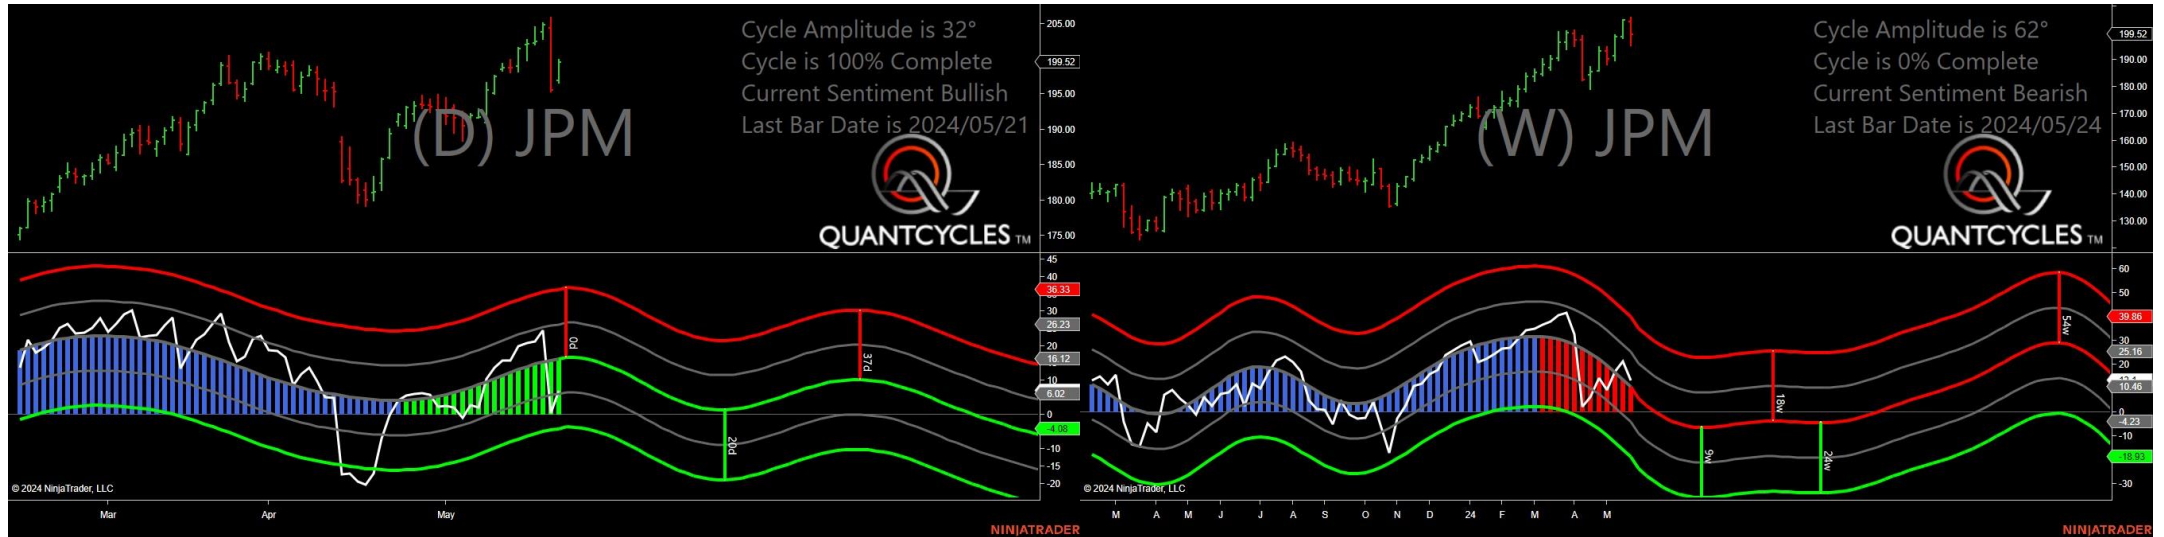 Cycle Amplitude is 32°
Cycle is 100% Complete
Current Sentiment Bullish
Last Bar Date is 2024/05/21
(D) JPM
QUANTCYCLES TM
205.00
199.52
195.00
190.00
185.00
180.00
175.00
45
40
36.33
30
26.23
20
16.12
10
6.02
0
-4.08
-10
-15
-20
0d
20d
37d
© 2024 NinjaTrader, LLC
Mar
Apr
May
NINJATRADER
Cycle Amplitude is 62°
Cycle is 0% Complete
Current Sentiment Bearish
Last Bar Date is 2024/05/24
(W) JPM
QUANTCYCLES TM
199.52
190.00
180.00
170.00
160.00
150.00
140.00
130.00
60
50
39.86
30
25.16
20
10.46
0
-4.23
-10
-18.93
-30
9w
18w
24w
54w
© 2024 NinjaTrader, LLC
M A M J J A S O N D 24 F M A M
NINJATRADER